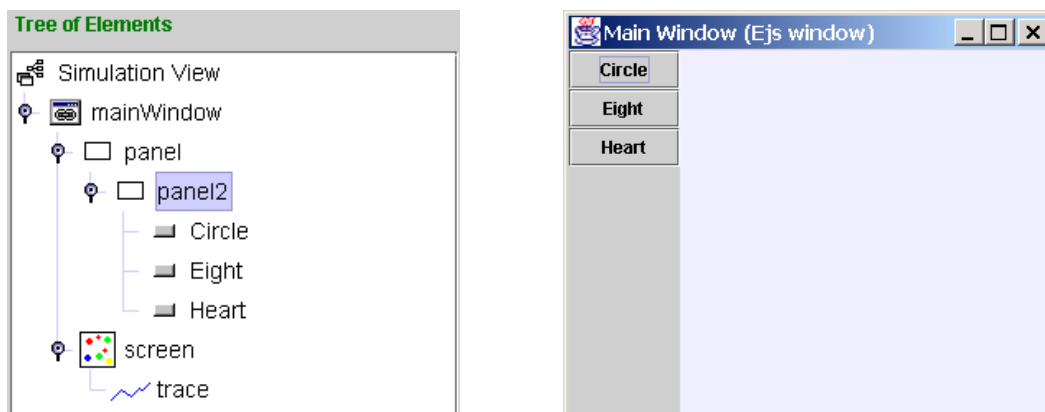 Tree of Elements
Simulation View
mainWindow
panel
panel2
Circle
Eight
Heart
screen
trace
Main Window (Ejs window)
Circle
Eight
Heart